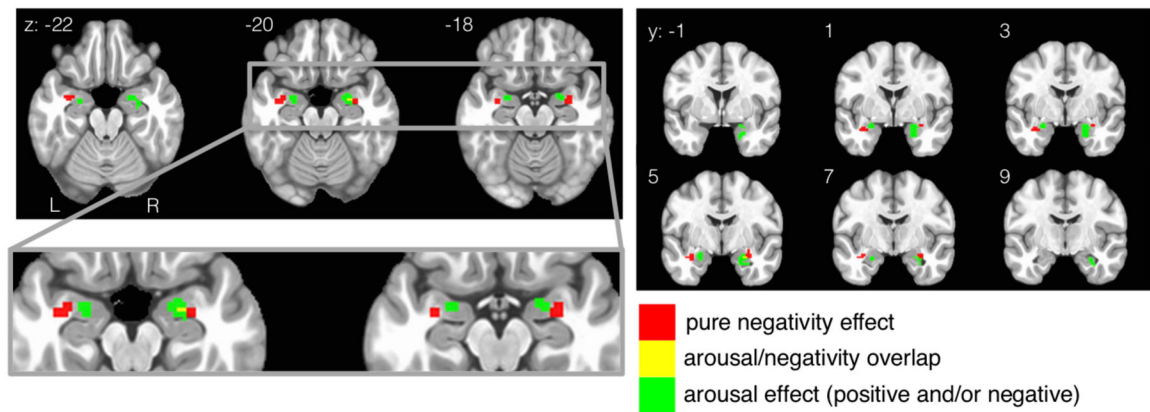 z: -22 -20 -18
L R
y: -1 1 3
5 7 9
pure negativity effect
arousal/negativity overlap
arousal effect (positive and/or negative)